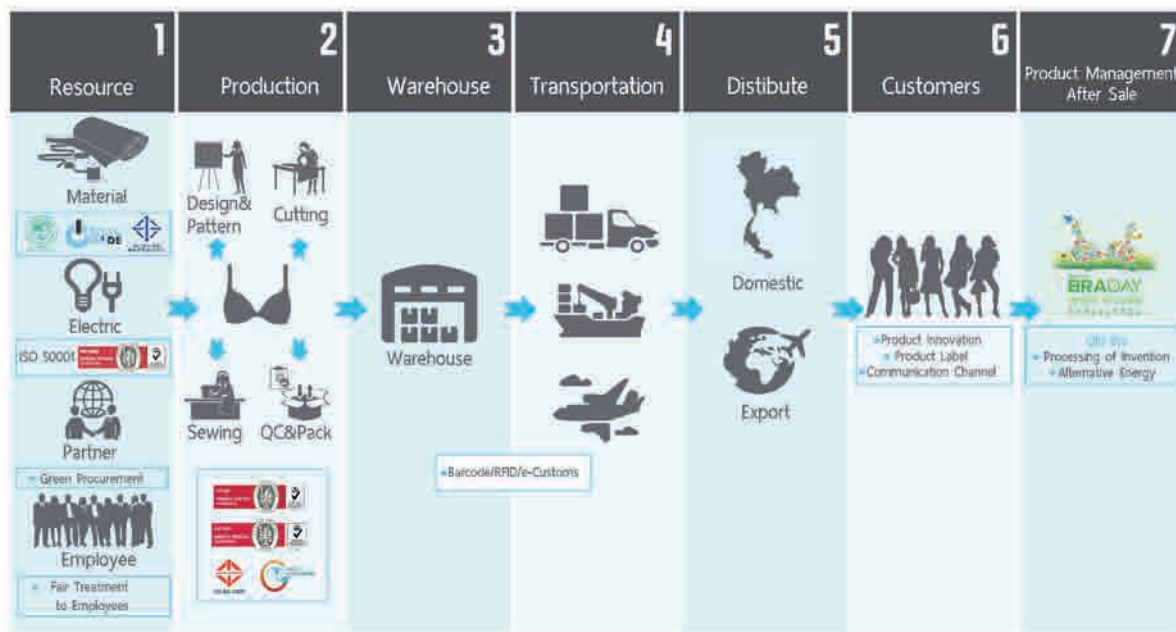 1
Resource
2
Production
3
Warehouse
4
Transportation
5
Distibute
6
Customers
7
Product Management
After Sale
Material
Electric
ISO 50001
Partner
Green Procurement
Employee
Fair Treatment
to Employees
Design&
Pattern
Cutting
Sewing
QC&Pack
Warehouse
Barcode/RFID/e-Customs
Domestic
Export
Product Innovation
Product Label
Communication Channel
BRADAY
Processing of Invention
Alternative Energy